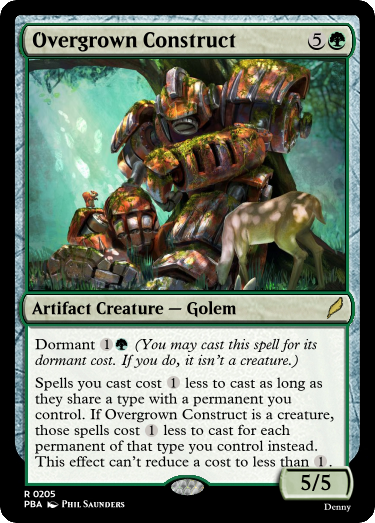 Overgrown Construct 5
Artifact Creature — Golem
Dormant 1 (You may cast this spell for its
dormant cost. If you do, it isn't a creature.)
Spells you cast cost 1 less to cast as long as
they share a type with a permanent you
control. If Overgrown Construct is a creature,
those spells cost 1 less to cast for each
permanent of that type you control instead.
This effect can't reduce a cost to less than 1.
5/5
R 0205
PBA Phil Saunders
Denny